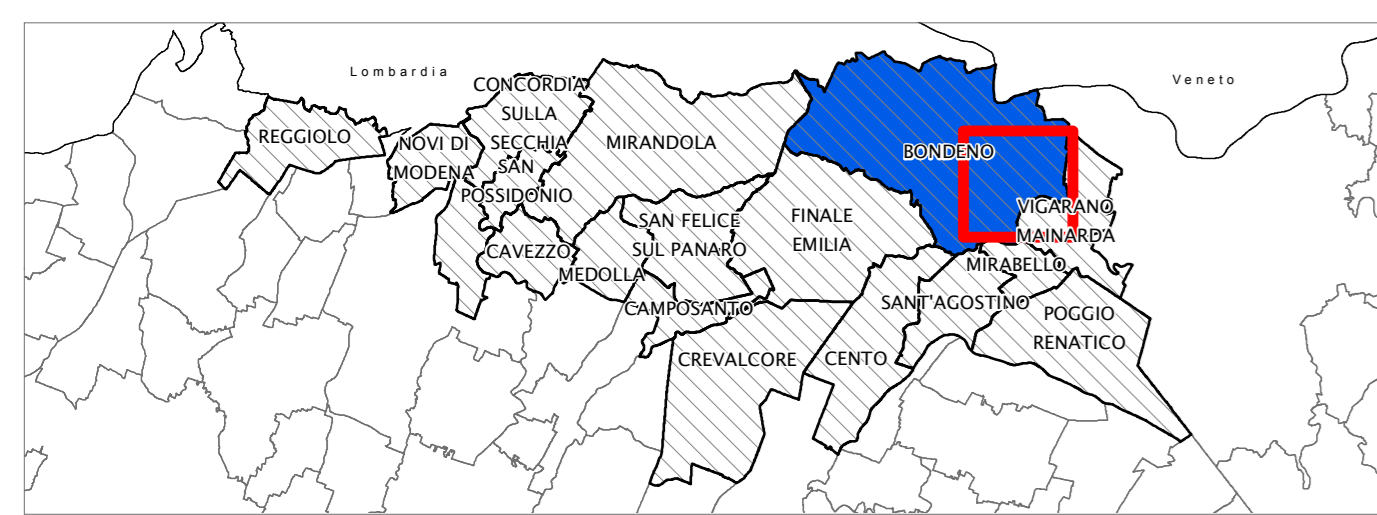 Lombardia
Veneto
CONCORDIA
SULLA
SECCHIA
REGGIOLO
NOVI DI
MODENA
SAN
POSSIDONIO
MIRANDOLA
BONDENO
SAN FELICE
SUL PANARO
FINALE
EMILIA
VIGARANO
MAINARDA
CAVEZZO
MEDOLLA
MIRABELLO
CAMPOSANTO
SANT'AGOSTINO
POGGIO
RENATICO
CREVALCORE
CENTO